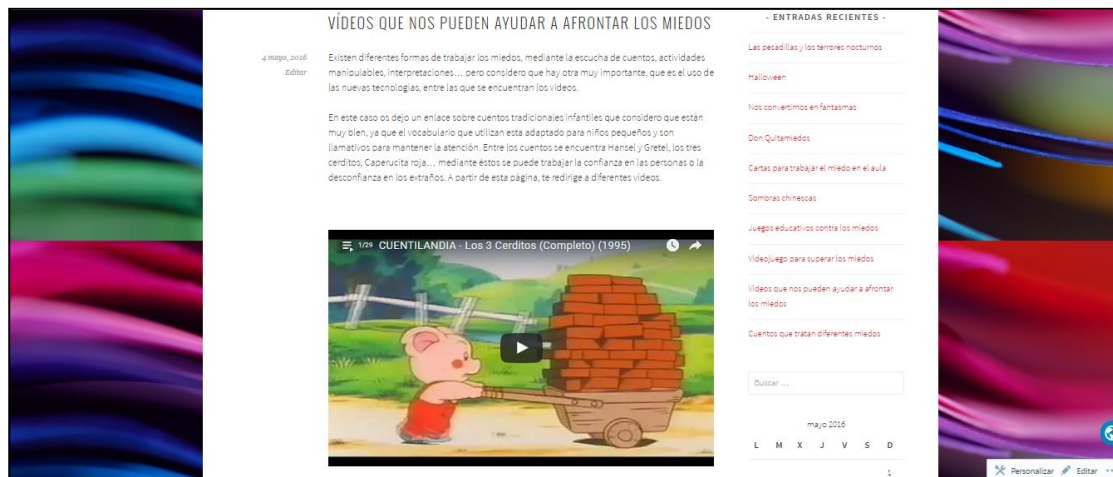 VÍDEOS QUE NOS PUEDEN AYUDAR A AFRONTAR LOS MIEDOS
4 mayo, 2016
Editar
Existen diferentes formas de trabajar los miedos, mediante la escucha de cuentos, actividades
manipulables, interpretaciones... pero considero que hay otra muy importante, que es el uso de
las nuevas tecnologías, entre las que se encuentran los videos.
En este caso os dejo un enlace sobre cuentos tradicionales infantiles que considero que están
muy bien, ya que el vocabulario que utilizan esta adaptado para niños pequeños y son
llamativos para mantener la atención. Entre los cuentos se encuentra Hansel y Gretel, los tres
cerditos, Caperucita roja... mediante éstos se puede trabajar la confianza en las personas o la
desconfianza en los extraños. A partir de esta página, te redirige a diferentes videos.
1/29 CUENTILANDIA - Los 3 Cerditos (Completo) (1995)
- ENTRADAS RECIENTES -
Las pesadillas y los terrores nocturnos
Halloween
Nos convertimos en fantasmas
Don Quitamiedos
Cartas para trabajar el miedo en el aula
Sombras chinescas
Juegos educativos contra los miedos
Videojuego para superar los miedos
Vídeos que nos pueden ayudar a afrontar
los miedos
Cuentos que tratan diferentes miedos
Buscar ...
mayo 2016
L M X J V S D
1
Personalizar Editar ...